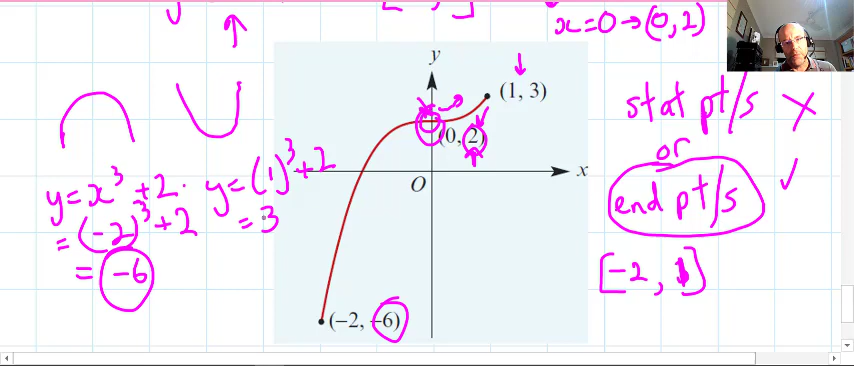 x=0→(0,2)
y
(1, 3)
stat pt/s
(0, 2)
or
x
y=x³+2.
y=(1)³+2
O
end pt/s
=(-2)³+2
=3
=-6
[-2, 1]
(−2, −6)